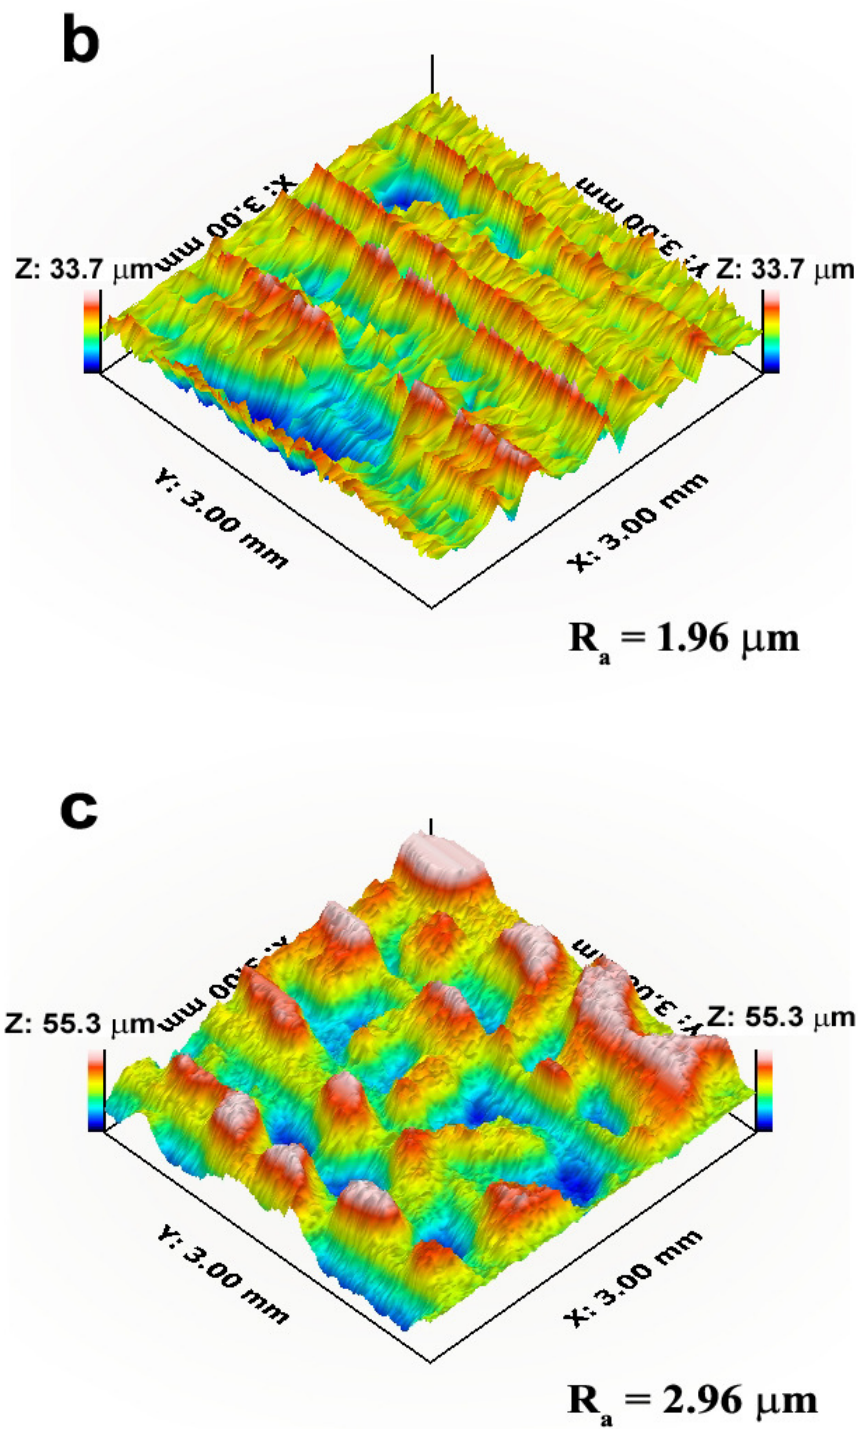 b
X: 3.00 mm
Y: 3.00 mm
Z: 33.7 μm
Z: 33.7 μm
Y: 3.00 mm
X: 3.00 mm
Ra = 1.96 μm
c
Z: 55.3 μm
Z: 55.3 μm
Y: 3.00 mm
X: 3.00 mm
Ra = 2.96 μm